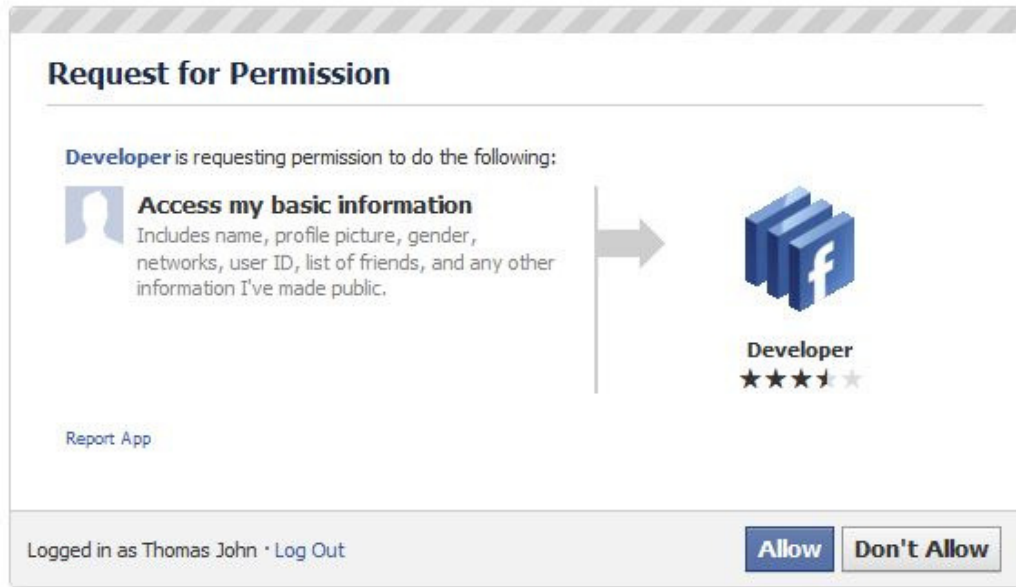 Request for Permission
Developer is requesting permission to do the following:
Access my basic information
Includes name, profile picture, gender,
networks, user ID, list of friends, and any other
information I've made public.
f
Developer
Report App
Logged in as Thomas John · Log Out
Allow
Don't Allow